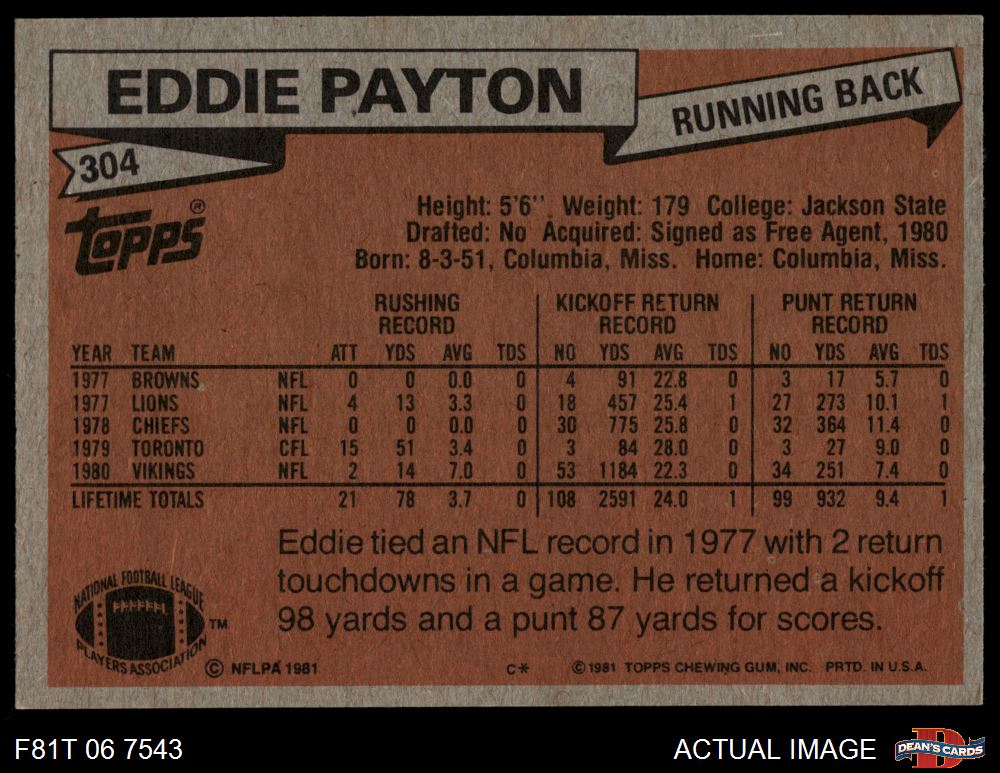 EDDIE PAYTON
RUNNING BACK
304
Topps®
Height: 5'6" Weight: 179 College: Jackson State
Drafted: No Acquired: Signed as Free Agent, 1980
Born: 8-3-51, Columbia, Miss. Home: Columbia, Miss.
RUSHING RECORD KICKOFF RETURN RECORD PUNT RETURN RECORD
YEAR TEAM ATT YDS AVG TDS NO YDS AVG TDS NO YDS AVG TDS
1977 BROWNS NFL 0 0 0.0 0 4 91 22.8 0 3 17 5.7 0
1977 LIONS NFL 4 13 3.3 0 18 457 25.4 1 27 273 10.1 1
1978 CHIEFS NFL 0 0 0.0 0 30 775 25.8 0 32 364 11.4 0
1979 TORONTO CFL 15 51 3.4 0 3 84 28.0 0 3 27 9.0 0
1980 VIKINGS NFL 2 14 7.0 0 53 1184 22.3 0 34 251 7.4 0
LIFETIME TOTALS 21 78 3.7 0 108 2591 24.0 1 99 932 9.4 1
Eddie tied an NFL record in 1977 with 2 return
touchdowns in a game. He returned a kickoff
98 yards and a punt 87 yards for scores.
NATIONAL FOOTBALL LEAGUE
PLAYERS ASSOCIATION
TM
© NFLPA 1981 C* © 1981 TOPPS CHEWING GUM, INC. PRTD. IN U.S.A.
F81T 06 7543 ACTUAL IMAGE
D
DEAN'S CARDS